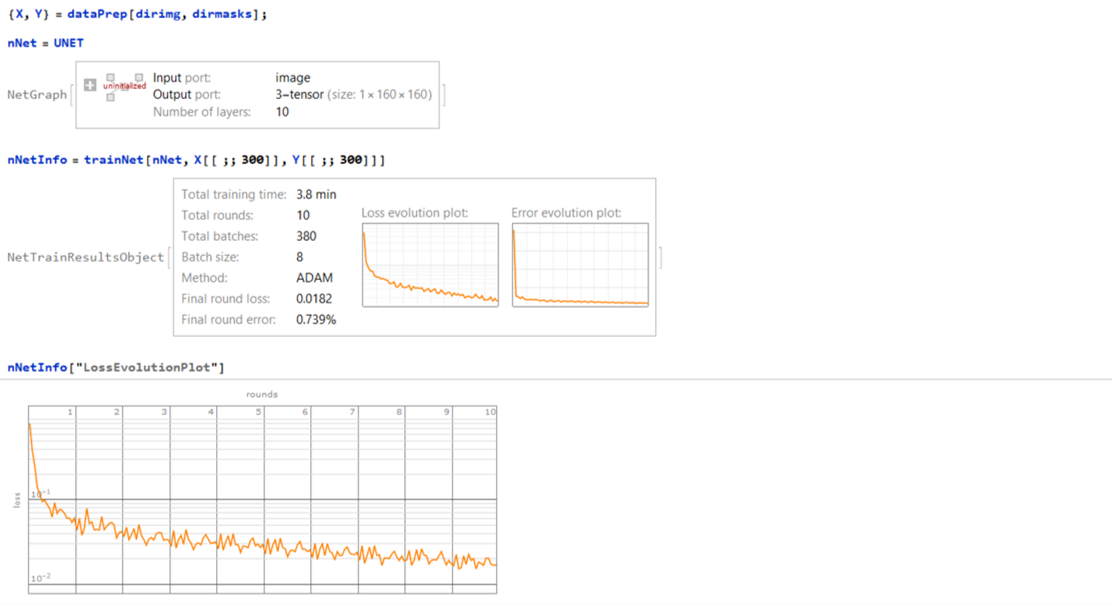 {X, Y} = dataPrep[dirimg, dirmasks];
nNet = UNET
NetGraph[
uninitialized
Input port: image
Output port: 3-tensor (size: 1 × 160 × 160)
Number of layers: 10
]
nNetInfo = trainNet[nNet, X[[ ;; 300]], Y[[ ;; 300]]]
NetTrainResultsObject[
Total training time: 3.8 min
Total rounds: 10
Total batches: 380
Batch size: 8
Method: ADAM
Final round loss: 0.0182
Final round error: 0.739%
Loss evolution plot:
Error evolution plot:
]
nNetInfo["LossEvolutionPlot"]
rounds
1 2 3 4 5 6 7 8 9 10
loss
10-1
10-2